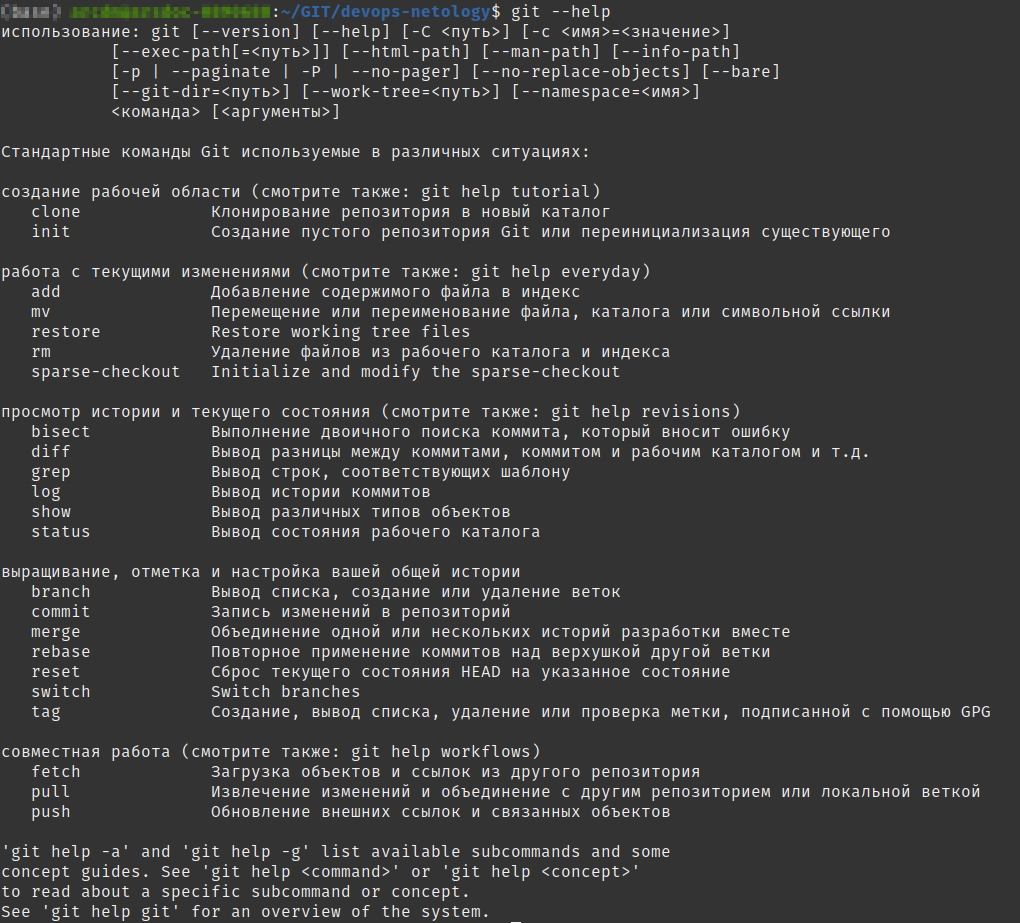 :~/GIT/devops-netology$ git --help
использование: git [--version] [--help] [-C <путь>] [-c <имя>=<значение>]
           [--exec-path[=<путь>]] [--html-path] [--man-path] [--info-path]
           [-p | --paginate | -P | --no-pager] [--no-replace-objects] [--bare]
           [--git-dir=<путь>] [--work-tree=<путь>] [--namespace=<имя>]
           <команда> [<аргументы>]

Стандартные команды Git используемые в различных ситуациях:

создание рабочей области (смотрите также: git help tutorial)
   clone             Клонирование репозитория в новый каталог
   init              Создание пустого репозитория Git или переинициализация существующего

работа с текущими изменениями (смотрите также: git help everyday)
   add               Добавление содержимого файла в индекс
   mv                Перемещение или переименование файла, каталога или символьной ссылки
   restore           Restore working tree files
   rm                Удаление файлов из рабочего каталога и индекса
   sparse-checkout   Initialize and modify the sparse-checkout

просмотр истории и текущего состояния (смотрите также: git help revisions)
   bisect            Выполнение двоичного поиска коммита, который вносит ошибку
   diff              Вывод разницы между коммитами, коммитом и рабочим каталогом и т.д.
   grep              Вывод строк, соответствующих шаблону
   log               Вывод истории коммитов
   show              Вывод различных типов объектов
   status            Вывод состояния рабочего каталога

выращивание, отметка и настройка вашей общей истории
   branch            Вывод списка, создание или удаление веток
   commit            Запись изменений в репозиторий
   merge             Объединение одной или нескольких историй разработки вместе
   rebase            Повторное применение коммитов над верхушкой другой ветки
   reset             Сброс текущего состояния HEAD на указанное состояние
   switch            Switch branches
   tag               Создание, вывод списка, удаление или проверка метки, подписанной с помощью GPG

совместная работа (смотрите также: git help workflows)
   fetch             Загрузка объектов и ссылок из другого репозитория
   pull              Извлечение изменений и объединение с другим репозиторием или локальной веткой
   push              Обновление внешних ссылок и связанных объектов

'git help -a' and 'git help -g' list available subcommands and some
concept guides. See 'git help <command>' or 'git help <concept>'
to read about a specific subcommand or concept.
See 'git help git' for an overview of the system.